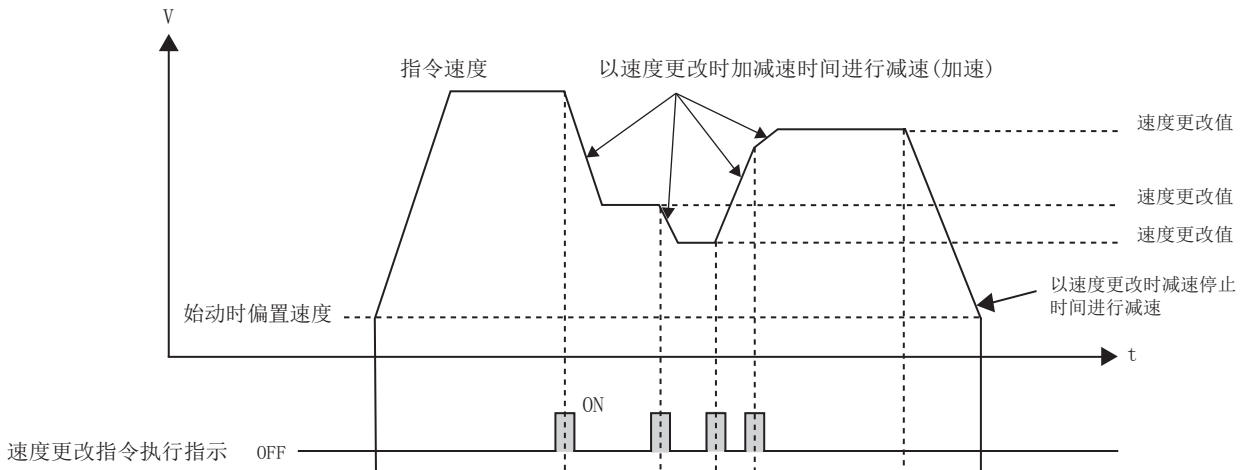 V
指令速度
以速度更改时加减速时间进行减速(加速)
速度更改值
速度更改值
速度更改值
始动时偏置速度
以速度更改时减速停止
时间进行减速
t
ON
速度更改指令执行指示 OFF